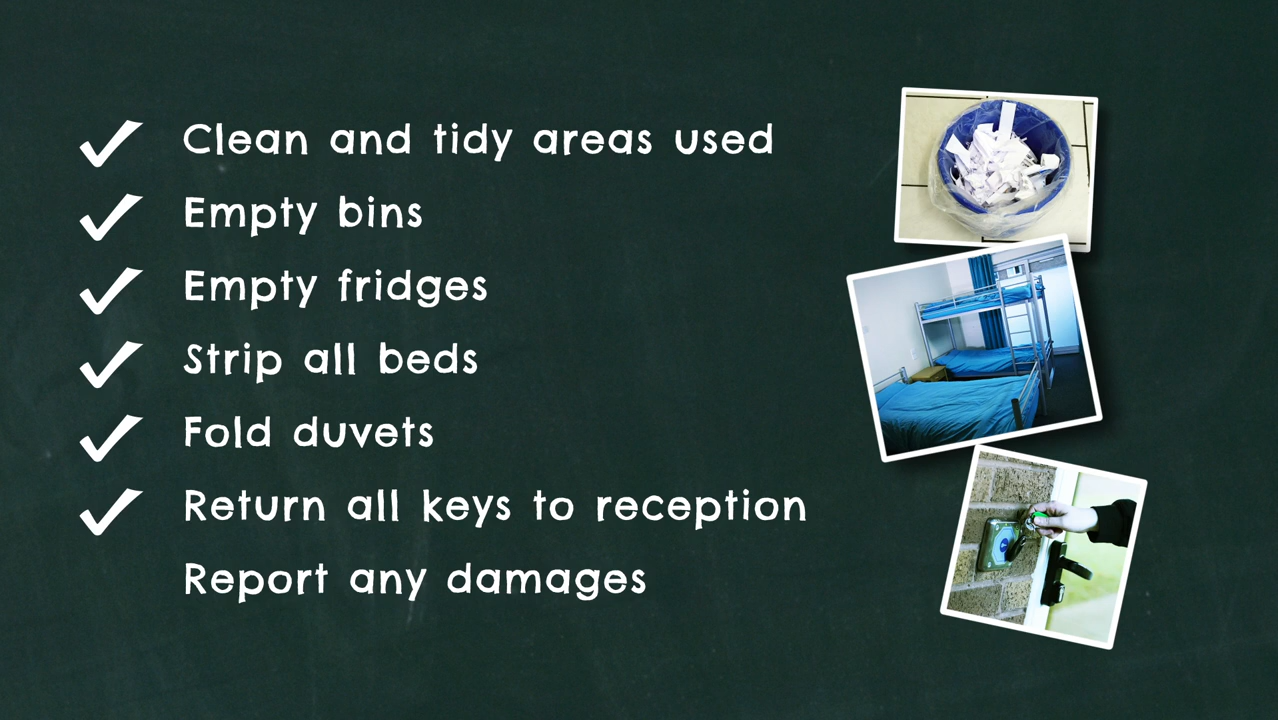 Clean and tidy areas used
Empty bins
Empty fridges
Strip all beds
Fold duvets
Return all keys to reception
Report any damages